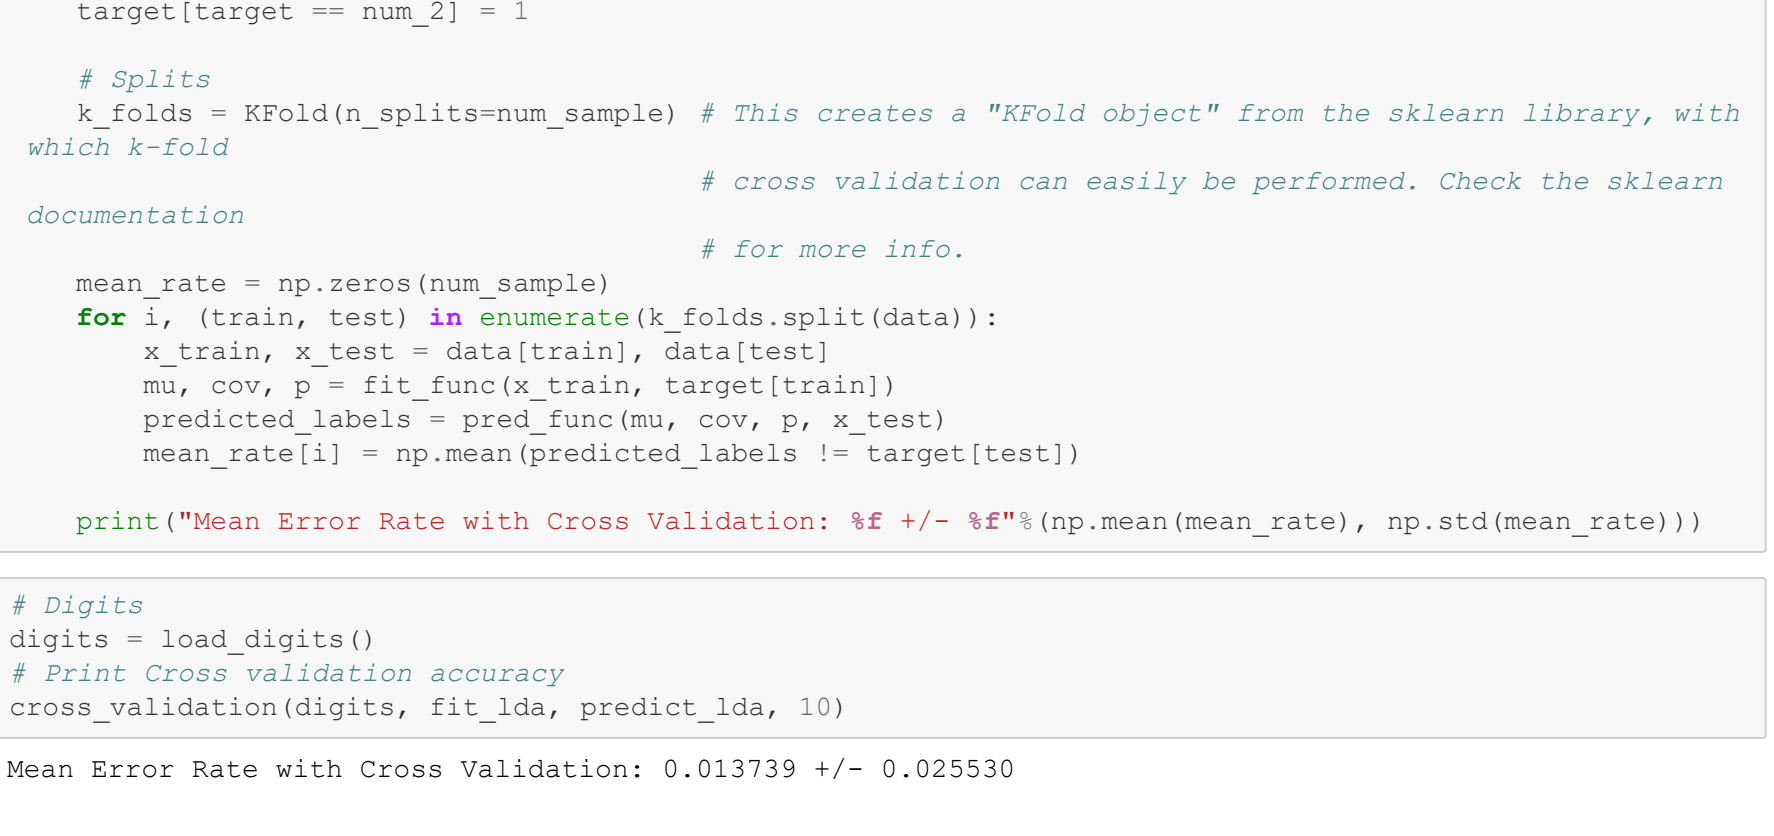 target[target == num_2] = 1
# Splits
k_folds = KFold(n_splits=num_sample) # This creates a "KFold object" from the sklearn library, with
which k-fold
# cross validation can easily be performed. Check the sklearn
documentation
# for more info.
mean_rate = np.zeros(num_sample)
for i, (train, test) in enumerate(k_folds.split(data)):
x_train, x_test = data[train], data[test]
mu, cov, p = fit_func(x_train, target[train])
predicted_labels = pred_func(mu, cov, p, x_test)
mean_rate[i] = np.mean(predicted_labels != target[test])
print("Mean Error Rate with Cross Validation: %f +/- %f"%(np.mean(mean_rate), np.std(mean_rate)))
# Digits
digits = load_digits()
# Print Cross validation accuracy
cross_validation(digits, fit_lda, predict_lda, 10)
Mean Error Rate with Cross Validation: 0.013739 +/- 0.025530